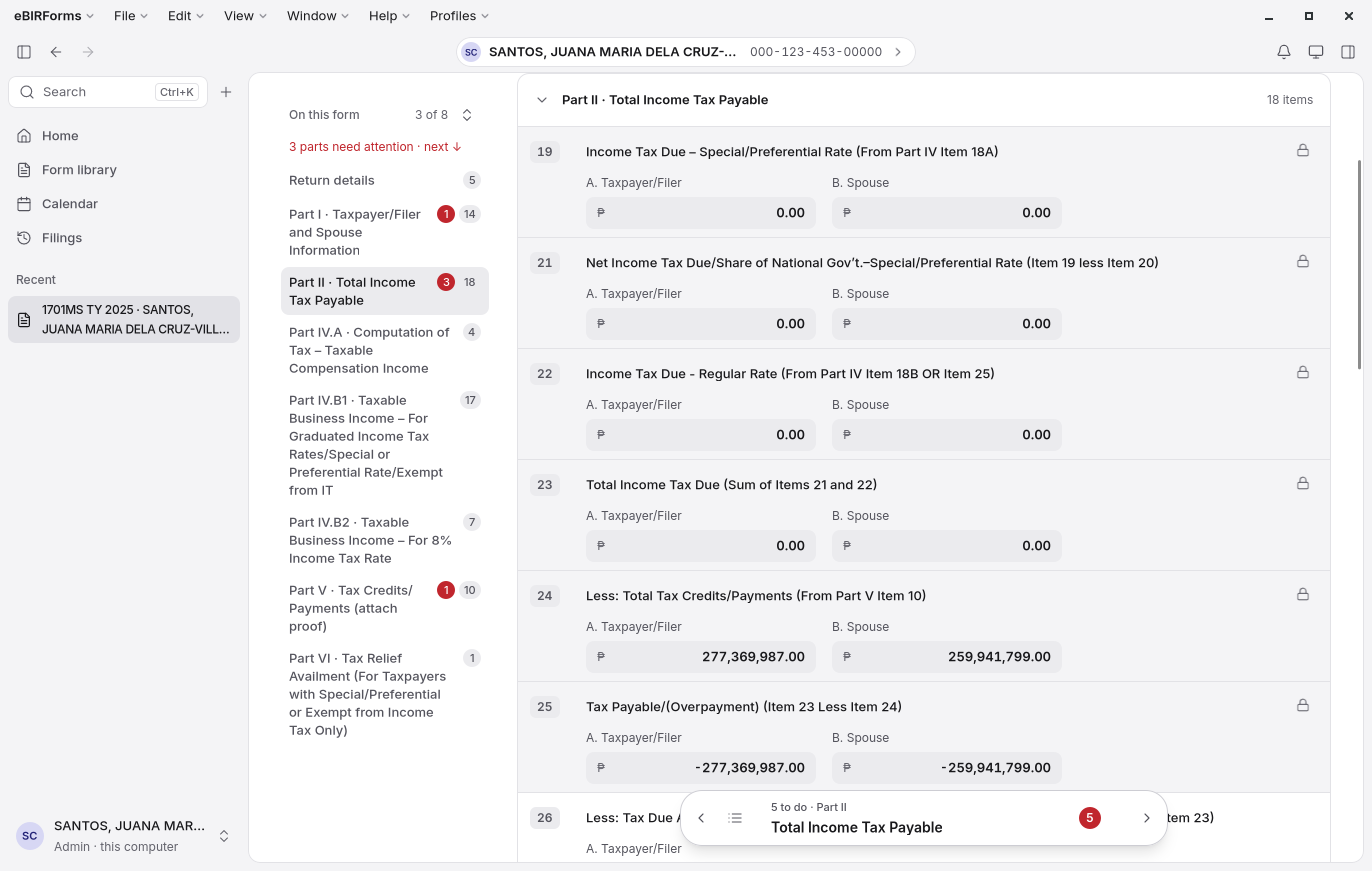 eBIRForms File Edit View Window Help Profiles
SC SANTOS, JUANA MARIA DELA CRUZ-... 000-123-453-00000
Search Ctrl+K
Home
Form library
Calendar
Filings
Recent
1701MS TY 2025 · SANTOS,
JUANA MARIA DELA CRUZ-VILL...
SC SANTOS, JUANA MAR...
Admin · this computer
On this form 3 of 8
3 parts need attention · next ↓
Return details 5
Part I · Taxpayer/Filer 1 14
and Spouse
Information
Part II · Total Income 3 18
Tax Payable
Part IV.A · Computation of 4
Tax – Taxable
Compensation Income
Part IV.B1 · Taxable 17
Business Income – For
Graduated Income Tax
Rates/Special or
Preferential Rate/Exempt
from IT
Part IV.B2 · Taxable 7
Business Income – For 8%
Income Tax Rate
Part V · Tax Credits/ 1 10
Payments (attach
proof)
Part VI · Tax Relief 1
Availment (For Taxpayers
with Special/Preferential
or Exempt from Income
Tax Only)
Part II · Total Income Tax Payable 18 items
19 Income Tax Due – Special/Preferential Rate (From Part IV Item 18A)
A. Taxpayer/Filer B. Spouse
₱ 0.00 ₱ 0.00
21 Net Income Tax Due/Share of National Gov’t.–Special/Preferential Rate (Item 19 less Item 20)
A. Taxpayer/Filer B. Spouse
₱ 0.00 ₱ 0.00
22 Income Tax Due - Regular Rate (From Part IV Item 18B OR Item 25)
A. Taxpayer/Filer B. Spouse
₱ 0.00 ₱ 0.00
23 Total Income Tax Due (Sum of Items 21 and 22)
A. Taxpayer/Filer B. Spouse
₱ 0.00 ₱ 0.00
24 Less: Total Tax Credits/Payments (From Part V Item 10)
A. Taxpayer/Filer B. Spouse
₱ 277,369,987.00 ₱ 259,941,799.00
25 Tax Payable/(Overpayment) (Item 23 Less Item 24)
A. Taxpayer/Filer B. Spouse
₱ -277,369,987.00 ₱ -259,941,799.00
26 Less: Tax Due tem 23)
A. Taxpayer/Filer
5 to do · Part II
Total Income Tax Payable 5